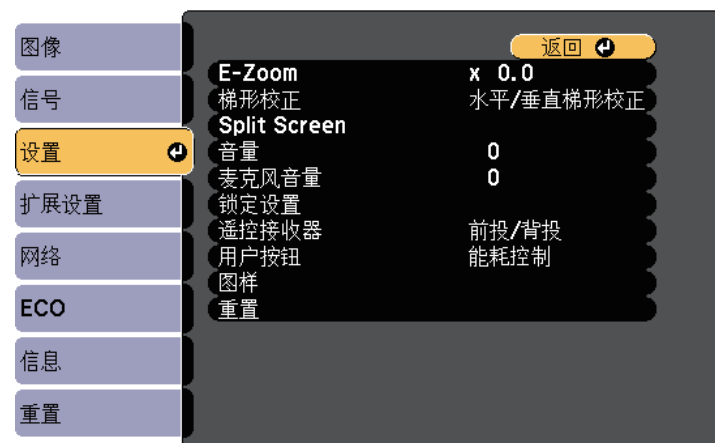 图像
信号
设置
扩展设置
网络
ECO
信息
重置
返回
E-Zoom x 0.0
梯形校正 水平/垂直梯形校正
Split Screen
音量 0
麦克风音量 0
锁定设置
遥控接收器 前投/背投
用户按钮 能耗控制
图样
重置